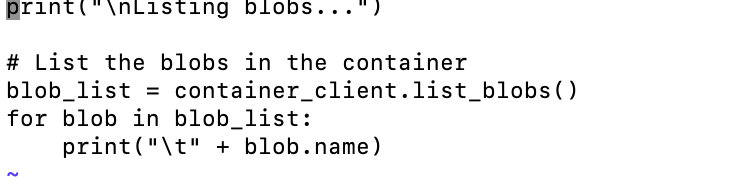 print("\nListing blobs...")
# List the blobs in the container
blob_list = container_client.list_blobs()
for blob in blob_list:
    print("\t" + blob.name)
~